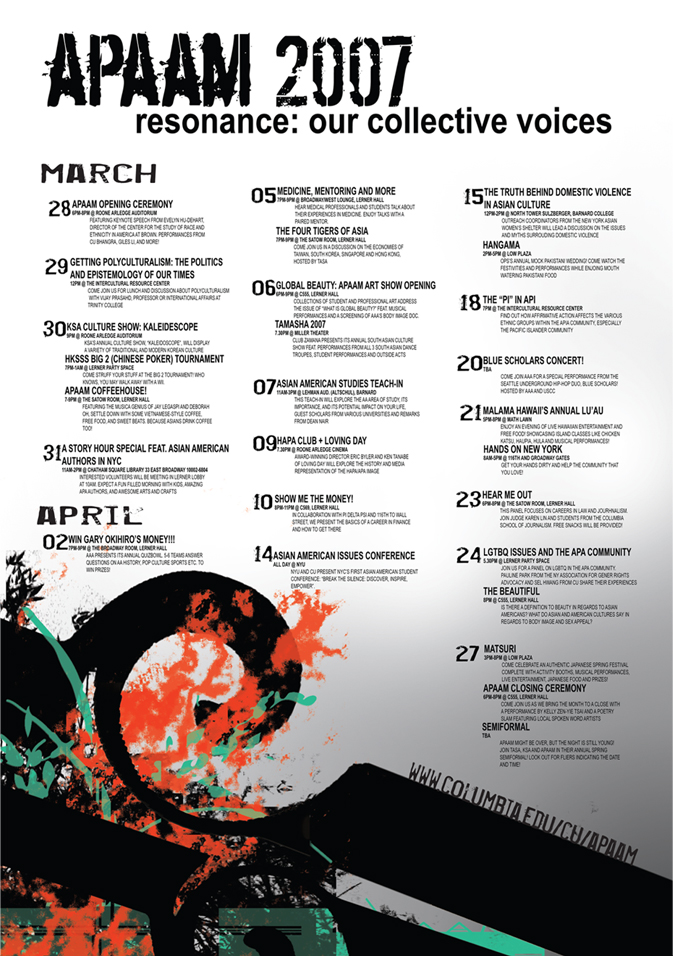 APAAM 2007
resonance: our collective voices
MARCH
28 APAAM OPENING CEREMONY
6PM-8PM @ ROONE ARLEDGE AUDITORIUM
FEATURING KEYNOTE SPEECH FROM EVELYN HU-DEHART,
DIRECTOR OF THE CENTER FOR THE STUDY OF RACE AND
ETHNICITY IN AMERICA AT BROWN. PERFORMANCES FROM
CU BHANGRA, GILES LI, AND MORE!
29 GETTING POLYCULTURALISM: THE POLITICS
AND EPISTEMOLOGY OF OUR TIMES
12PM @ THE INTERCULTURAL RESOURCE CENTER
COME JOIN US FOR LUNCH AND DISCUSSION ABOUT POLYCULTURALISM
WITH VIJAY PRASHAD, PROFESSOR OR INTERNATIONAL AFFAIRS AT
TRINITY COLLEGE
30 KSA CULTURE SHOW: KALEIDESCOPE
9PM @ ROONE ARLEDGE AUDITORIUM
KSA'S ANNUAL CULTURE SHOW, "KALEIDESCOPE", WILL DISPLAY
A VARIETY OF TRADITIONAL AND MODERN KOREAN CULTURE
HKSSS BIG 2 (CHINESE POKER) TOURNAMENT
7PM-1AM @ LERNER PARTY SPACE
COME STRUFF YOUR STUFF AT THE BIG 2 TOURNAMENT! WHO
KNOWS, YOU MAY WALK AWAY WITH A WII.
APAAM COFFEEHOUSE!
7-9PM @ THE SATOW ROOM, LERNER HALL
FEATURING THE MUSICA GENIUS OF JAY LEGASPI AND DEBORAH
OH, SETTLE DOWN WITH SOME VIETNAMESE-STYLE COFFEE,
FREE FOOD, AND SWEET BEATS. BECAUSE ASIANS DRINK COFFEE
TOO!
31 A STORY HOUR SPECIAL FEAT. ASIAN AMERICAN
AUTHORS IN NYC
11AM-2PM @ CHATHAM SQUARE LIBRARY 33 EAST BROADWAY 10002-6804
INTERESTED VOLUNTEERS WILL BE MEETING IN LERNER LOBBY
AT 10AM. EXPECT A FUN FILLED MORNING WITH KIDS, AMAZING
APA AUTHORS, AND AWESOME ARTS AND CRAFTS
APRIL
02 WIN GARY OKIHIRO'S MONEY!!!
7PM-9PM @ THE BROADWAY ROOM, LERNER HALL
AAA PRESENTS ITS ANNUAL QUIZBOWL. 5-6 TEAMS ANSWER
QUESTIONS ON AA HISTORY, POP CULTURE SPORTS ETC. TO
WIN PRIZES!
05 MEDICINE, MENTORING AND MORE
7PM-9PM @ BROADWAY/WEST LOUNGE, LERNER HALL
HEAR MEDICAL PROFESSIONALS AND STUDENTS TALK ABOUT
THEIR EXPERIENCES IN MEDICINE. ENJOY TALKS WITH A
PAIRED MENTOR.
THE FOUR TIGERS OF ASIA
7PM-9PM @ THE SATOW ROOM, LERNER HALL
COME JOIN US IN A DISCUSSION ON THE ECONOMIES OF
TAIWAN, SOUTH KOREA, SINGAPORE AND HONG KONG,
HOSTED BY TASA
06 GLOBAL BEAUTY: APAAM ART SHOW OPENING
6PM-9PM @ C555, LERNER HALL
COLLECTIONS OF STUDENT AND PROFESSIONAL ART ADDRESS
THE ISSUE OF "WHAT IS GLOBAL BEAUTY?" FEAT. MUSICAL
PERFORMANCES AND A SCREENING OF AAA'S BODY IMAGE DOC.
TAMASHA 2007
7.30PM @ MILLER THEATER
CLUB ZAMANA PRESENTS ITS ANNUAL SOUTH ASIAN CULTURE
SHOW FEAT. PERFORMANCES FROM ALL 3 SOUTH ASIAN DANCE
TROUPES, STUDENT PERFORMANCES AND OUTSIDE ACTS
07 ASIAN AMERICAN STUDIES TEACH-IN
11AM-3PM @ LEHMAN AUD. (ALTSCHUL), BARNARD
THIS TEACH-IN WILL EXPLORE THE AA AREA OF STUDY, ITS
IMPORTANCE, AND ITS POTENTIAL IMPACT ON YOUR LIFE.
GUEST SCHOLARS FROM VARIOUS UNIVERSITIES AND REMARKS
FROM DEAN NAIR
09 HAPA CLUB + LOVING DAY
7.30PM @ ROONE ARLEDGE CINEMA
AWARD-WINNING DIRECTOR ERIC BYLER AND KEN TANABE
OF LOVING DAY WILL EXPLORE THE HISTORY AND MEDIA
REPRESENTATION OF THE HAPA/APA IMAGE
10 SHOW ME THE MONEY!
8PM-11PM @ C569, LERNER HALL
IN COLLABORATION WITH PI DELTA PSI AND 116TH TO WALL
STREET, WE PRESENT THE BASICS OF A CAREER IN FINANCE
AND HOW TO GET THERE
14 ASIAN AMERICAN ISSUES CONFERENCE
ALL DAY @ NYU
NYU AND CU PRESENT NYC'S FIRST ASIAN AMERICAN STUDENT
CONFERENCE: "BREAK THE SILENCE: DISCOVER, INSPIRE,
EMPOWER"
15 THE TRUTH BEHIND DOMESTIC VIOLENCE
IN ASIAN CULTURE
12PM-2PM @ NORTH TOWER SULZBERGER, BARNARD COLLEGE
OUTREACH COORDINATORS FROM THE NEW YORK ASIAN
WOMEN'S SHELTER WILL LEAD A DISCUSSION ON THE ISSUES
AND MYTHS SURROUNDING DOMESTIC VIOLENCE
HANGAMA
2PM-5PM @ LOW PLAZA
OPS'S ANNUAL MOCK PAKISTANI WEDDING! COME WATCH THE
FESTIVITIES AND PERFORMANCES WHILE ENJOING MOUTH
WATERING PAKISTANI FOOD
18 THE "PI" IN API
7PM @ THE INTERCULTURAL RESOURCE CENTER
FIND OUT HOW AFFIRMATIVE ACTION AFFECTS THE VARIOUS
ETHNIC GROUPS WITHIN THE APA COMMUNITY, ESPECIALLY
THE PACIFIC ISLANDER COMMUNITY
20 BLUE SCHOLARS CONCERT!
TBA
COME JOIN AAA FOR A SPECIAL PERFORMANCE FROM THE
SEATTLE UNDERGROUND HIP-HOP DUO, BLUE SCHOLARS!
HOSTED BY AAA AND USCC
21 MALAMA HAWAII'S ANNUAL LU'AU
5PM-8PM @ MATH LAWN
ENJOY AN EVENING OF LIVE HAWAIIAN ENTERTAINMENT AND
FREE FOOD! SHOWCASING ISLAND CLASSES LIKE CHICKEN
KATSU, HAUPIA, HULA AND MUSICAL PERFORMANCES!
HANDS ON NEW YORK
8AM-5PM @ 116TH AND BROADWAY GATES
GET YOUR HANDS DIRTY AND HELP THE COMMUNITY THAT
YOU LOVE!
23 HEAR ME OUT
6PM-8PM @ THE SATOW ROOM, LERNER HALL
THIS PANEL FOCUSES ON CAREERS IN LAW AND JOURHNALISM.
JOIN JUDGE KAREN LIN AND STUDENTS FROM THE COLUMBIA
SCHOOL OF JOURNALISM. FREE SNACKS WILL BE PROVIDED!
24 LGTBQ ISSUES AND THE APA COMMUNITY
5.30PM @ LERNER PARTY SPACE
JOIN US FOR A PANEL ON LGBTQ IN THE APA COMMUNITY.
PAULINE PARK FROM THE NY ASSOCIATION FOR GENER RIGHTS
ADVOCACY AND SEL HWANG FROM CU SHARE THEIR EXPERIENCES
THE BEAUTIFUL
8PM @ C555, LERNER HALL
IS THERE A DEFINITION TO BEAUTY IN REGARDS TO ASIAN
AMERICANS? WHAT DO ASIAN AND AMERICAN CULTURES SAY IN
REGARDS TO BODY IMAGE AND SEX APPEAL?
27 MATSURI
3PM-6PM @ LOW PLAZA
COME CELEBRATE AN AUTHENTIC JAPANESE SPRING FESTIVAL
COMPLETE WITH ACTIVITY BOOTHS, MUSICAL PERFORMANCES,
LIVE ENTERTAINMENT, JAPANESE FOOD AND PRIZES!
APAAM CLOSING CEREMONY
6PM-8PM @ C555, LERNER HALL
COME JOIN US AS WE BRING THE MONTH TO A CLOSE WITH
A PERFORMANCE BY KELLY ZEN-YIE TSAI AND A POETRY
SLAM FEATURING LOCAL SPOKEN WORD ARTISTS
SEMIFORMAL
TBA
APAAM MIGHT BE OVER, BUT THE NIGHT IS STILL YOUNG!
JOIN TASA, KSA AND APAAM IN THEIR ANNUAL SPRING
SEMIFORMAL! LOOK OUT FOR FLIERS INDICATING THE DATE
AND TIME!
WWW.COLUMBIA.EDU/CU/APAAM